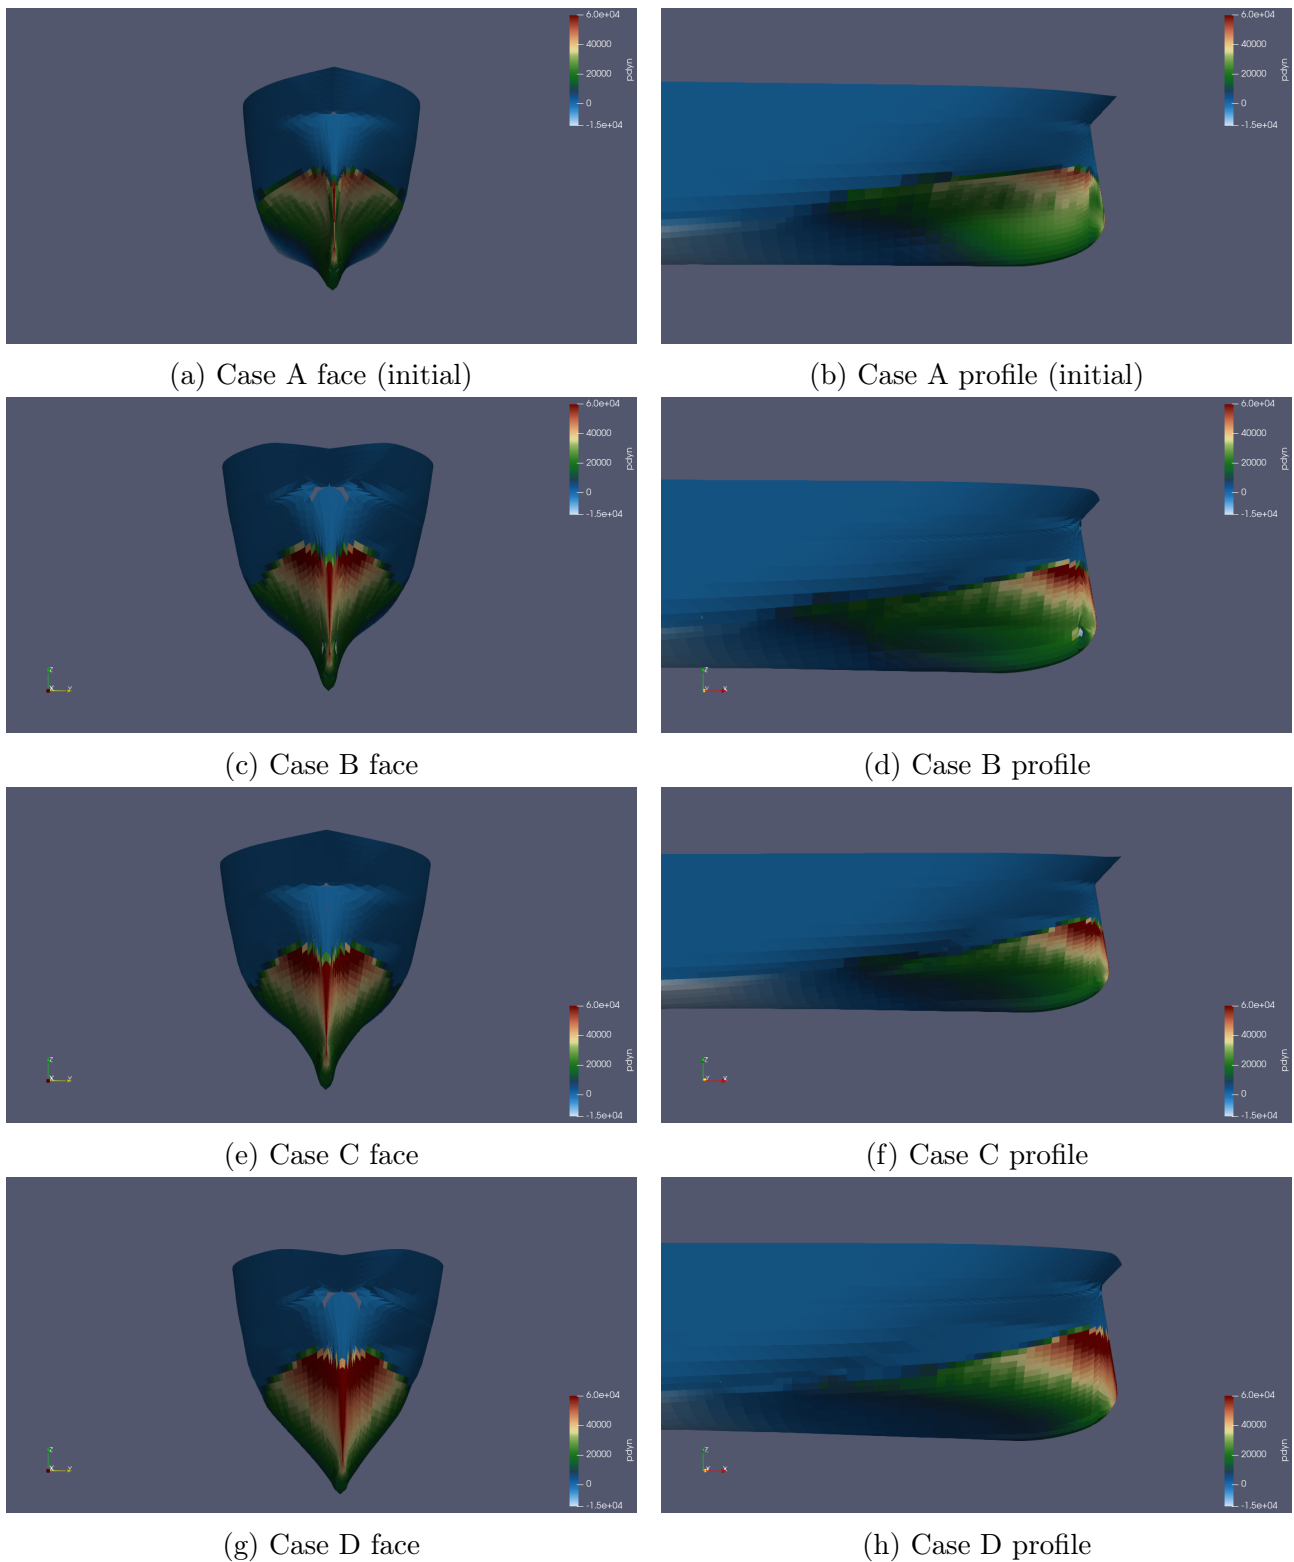 6.0e+04
40000
20000
0
-1.5e+04
pdyn
6.0e+04
40000
20000
0
-1.5e+04
pdyn
(a) Case A face (initial)
(b) Case A profile (initial)
6.0e+04
40000
20000
0
-1.5e+04
pdyn
Z
X
Y
6.0e+04
40000
20000
0
-1.5e+04
pdyn
Z
Y
X
(c) Case B face
(d) Case B profile
6.0e+04
40000
20000
0
-1.5e+04
pdyn
Z
X
Y
6.0e+04
40000
20000
0
-1.5e+04
pdyn
Z
Y
X
(e) Case C face
(f) Case C profile
6.0e+04
40000
20000
0
-1.5e+04
pdyn
Z
X
Y
6.0e+04
40000
20000
0
-1.5e+04
pdyn
Z
Y
X
(g) Case D face
(h) Case D profile